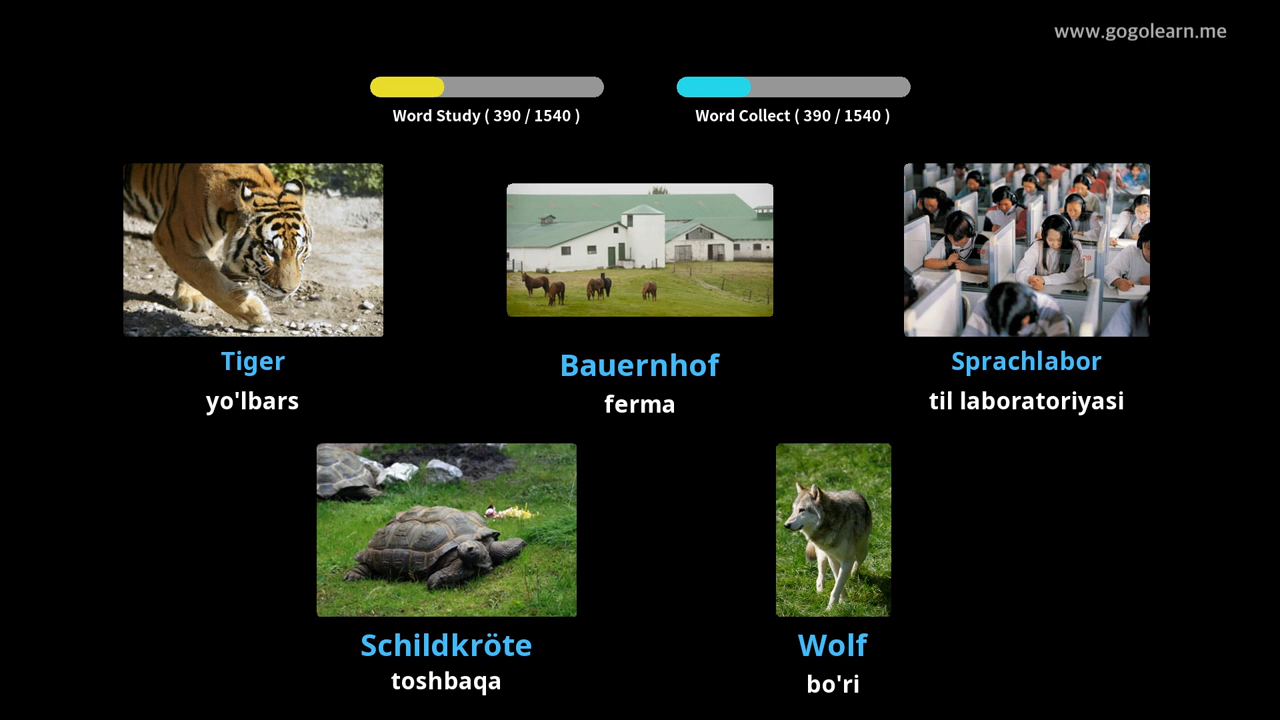 www.gogolearn.me
Word Study ( 390 / 1540 )
Word Collect ( 390 / 1540 )
Tiger
yo'lbars
Bauernhof
ferma
Sprachlabor
til laboratoriyasi
Schildkröte
toshbaqa
Wolf
bo'ri